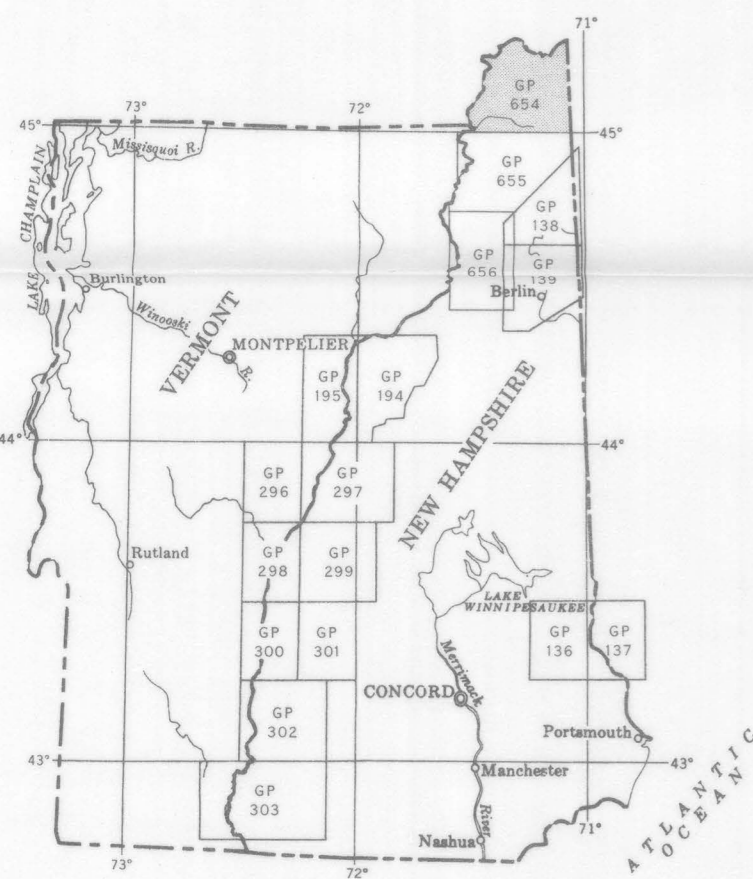 71°
GP
654
73°
72°
45°
45°
Missisquoi R.
LAKE CHAMPLAIN
GP
655
GP
138
GP
656
GP
139
Burlington
Berlin
Winooski
R.
VERMONT
MONTPELIER
GP
195
GP
194
44°
44°
NEW HAMPSHIRE
GP
296
GP
297
Rutland
GP
298
GP
299
LAKE
WINNIPESAUKEE
GP
300
GP
301
GP
136
GP
137
Merrimack
River
CONCORD
GP
302
Portsmouth
43°
43°
Manchester
GP
303
Nashua
71°
ATLANTIC
OCEAN
73°
72°